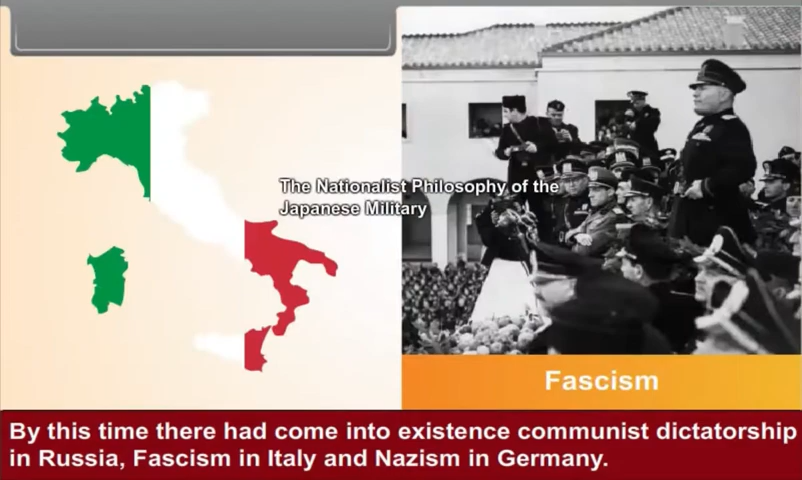 The Nationalist Philosophy of the
Japanese Military
Fascism
By this time there had come into existence communist dictatorship
in Russia, Fascism in Italy and Nazism in Germany.